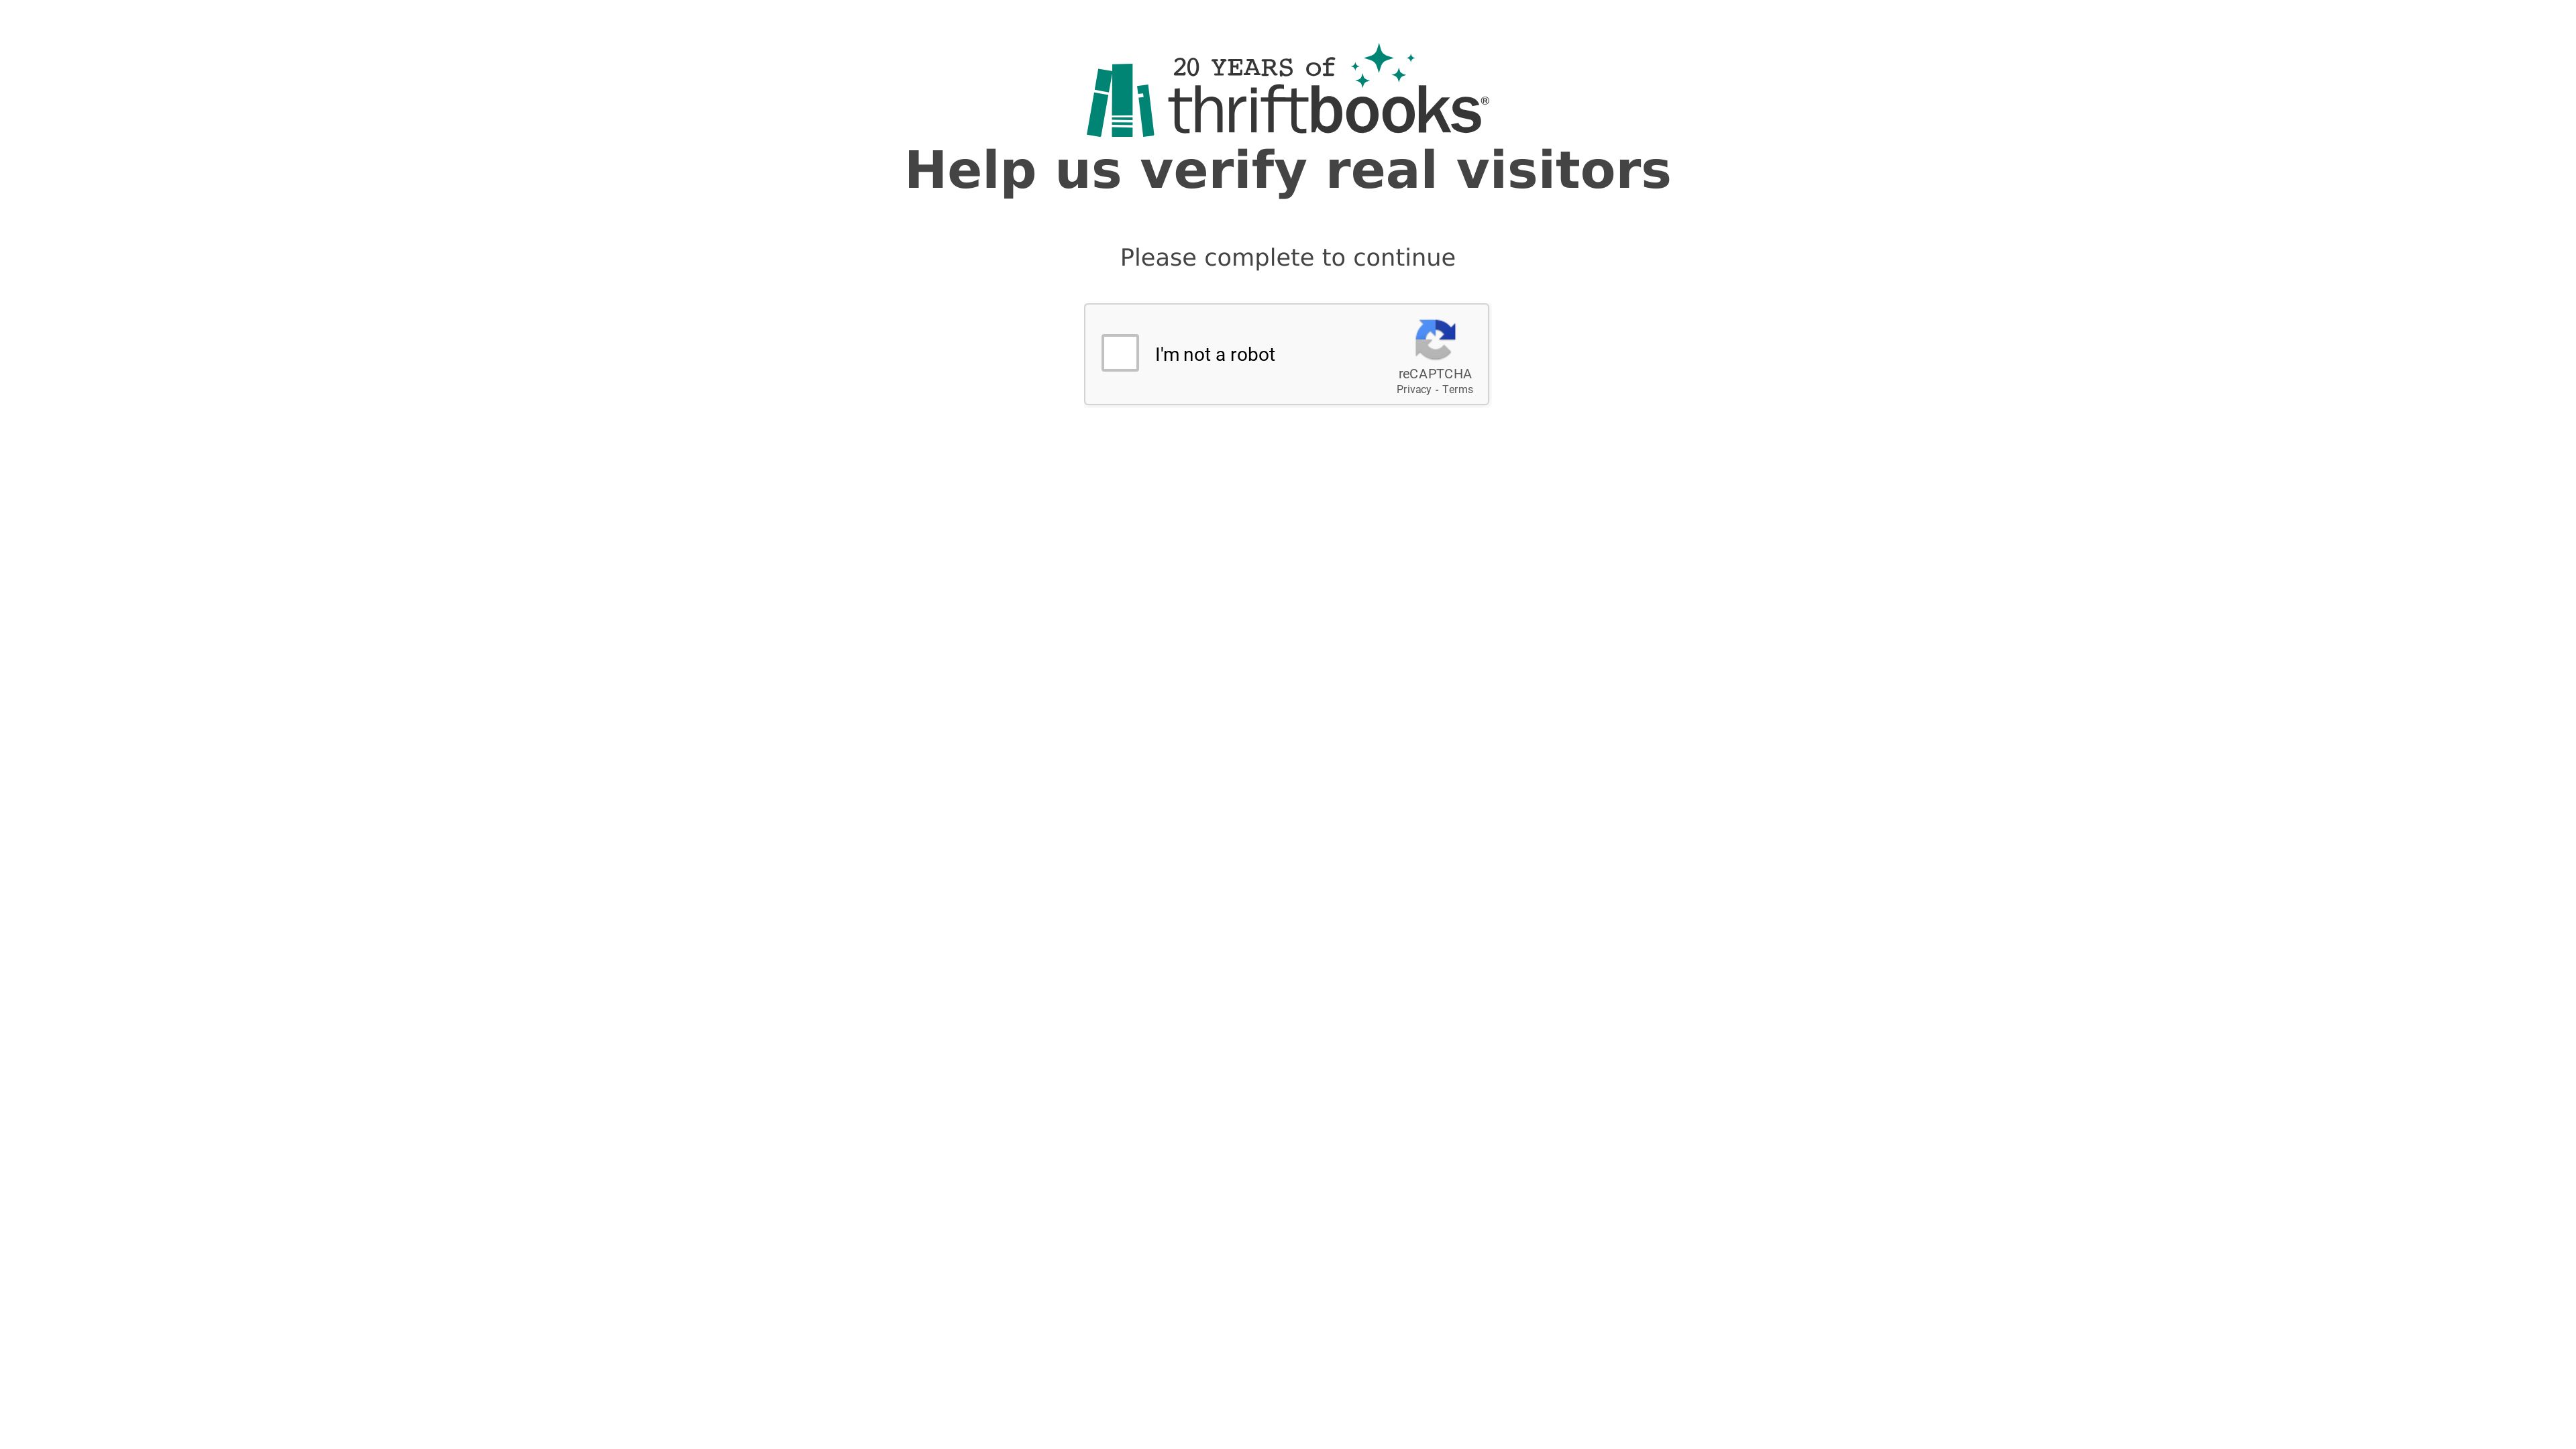 20 YEARS of
thriftbooks®
Help us verify real visitors
Please complete to continue
I'm not a robot
reCAPTCHA
Privacy - Terms